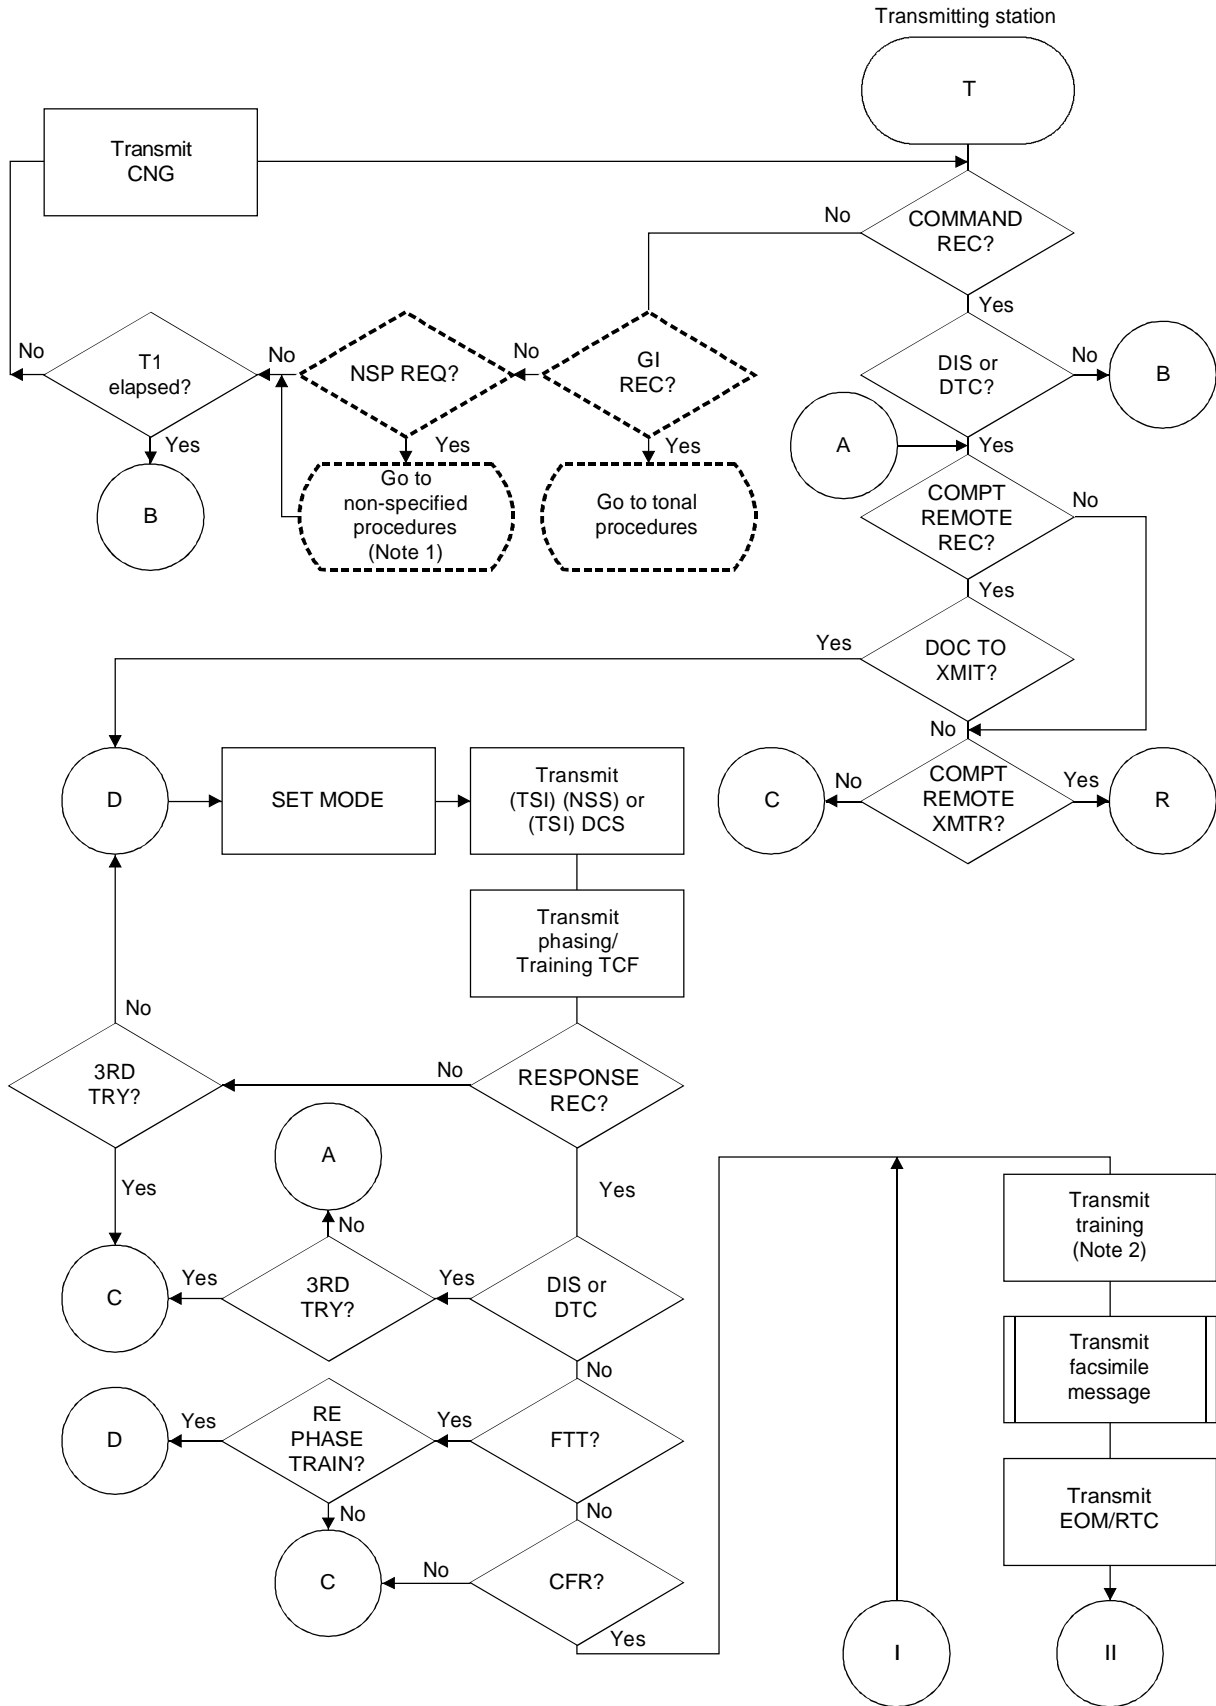 Transmitting station
T
Transmit
CNG
No
COMMAND
REC?
Yes
No
T1
elapsed?
Yes
B
No
NSP REQ?
Yes
Go to
non-specified
procedures
(Note 1)
No
GI
REC?
Yes
Go to tonal
procedures
DIS or
DTC?
No
B
Yes
A
COMPT
REMOTE
REC?
No
Yes
Yes
DOC TO
XMIT?
No
No
C
COMPT
REMOTE
XMTR?
Yes
R
D
SET MODE
Transmit
(TSI) (NSS) or
(TSI) DCS
Transmit
phasing/
Training TCF
No
3RD
TRY?
Yes
No
RESPONSE
REC?
Yes
A
No
C
Yes
3RD
TRY?
Yes
DIS or
DTC
No
D
Yes
RE
PHASE
TRAIN?
No
Yes
FTT?
No
C
No
CFR?
Yes
Transmit
training
(Note 2)
Transmit
facsimile
message
Transmit
EOM/RTC
I
II